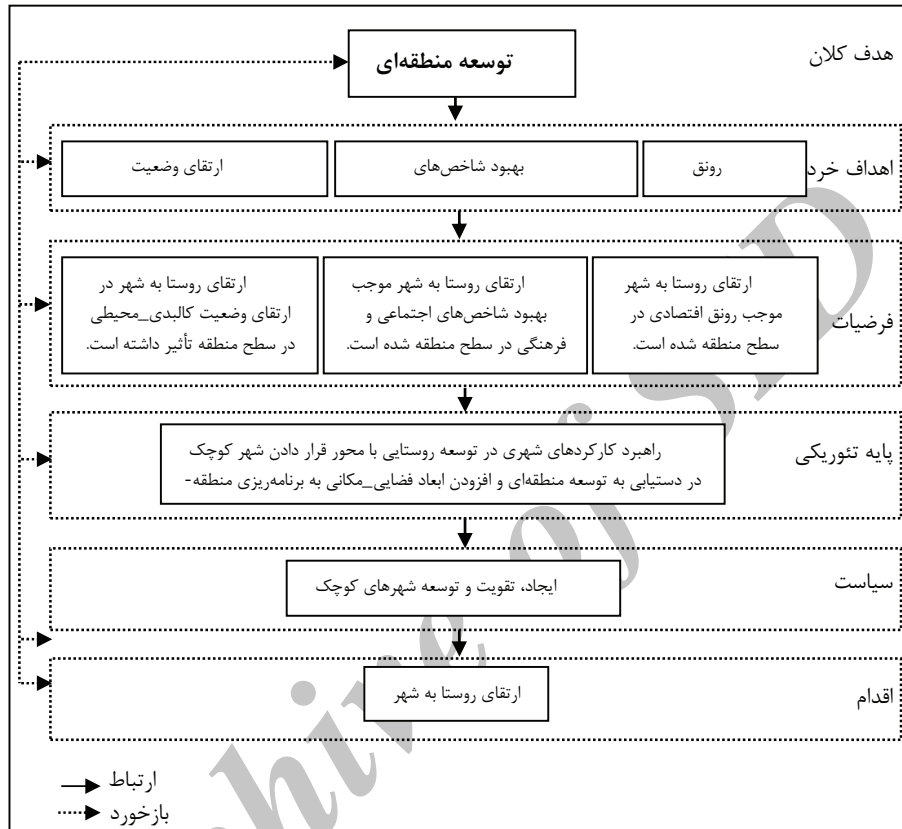 هدف کلان
توسعه منطقه‌ای
اهداف خرد
رونق
بهبود شاخص‌های
ارتقای وضعیت
فرضیات
ارتقای روستا به شهر
موجب رونق اقتصادی در
سطح منطقه شده است.
ارتقای روستا به شهر موجب
بهبود شاخص‌های اجتماعی و
فرهنگی در سطح منطقه شده است.
ارتقای روستا به شهر در
ارتقای وضعیت کالبدی_محیطی
در سطح منطقه تأثیر داشته است.
پایه تئوریکی
راهبرد کارکردهای شهری در توسعه روستایی با محور قرار دادن شهر کوچک
در دستیابی به توسعه منطقه‌ای و افزودن ابعاد فضایی_مکانی به برنامه‌ریزی منطقه-
سیاست
ایجاد، تقویت و توسعه شهرهای کوچک
اقدام
ارتقای روستا به شهر
ارتباط
بازخورد
Archive of SID